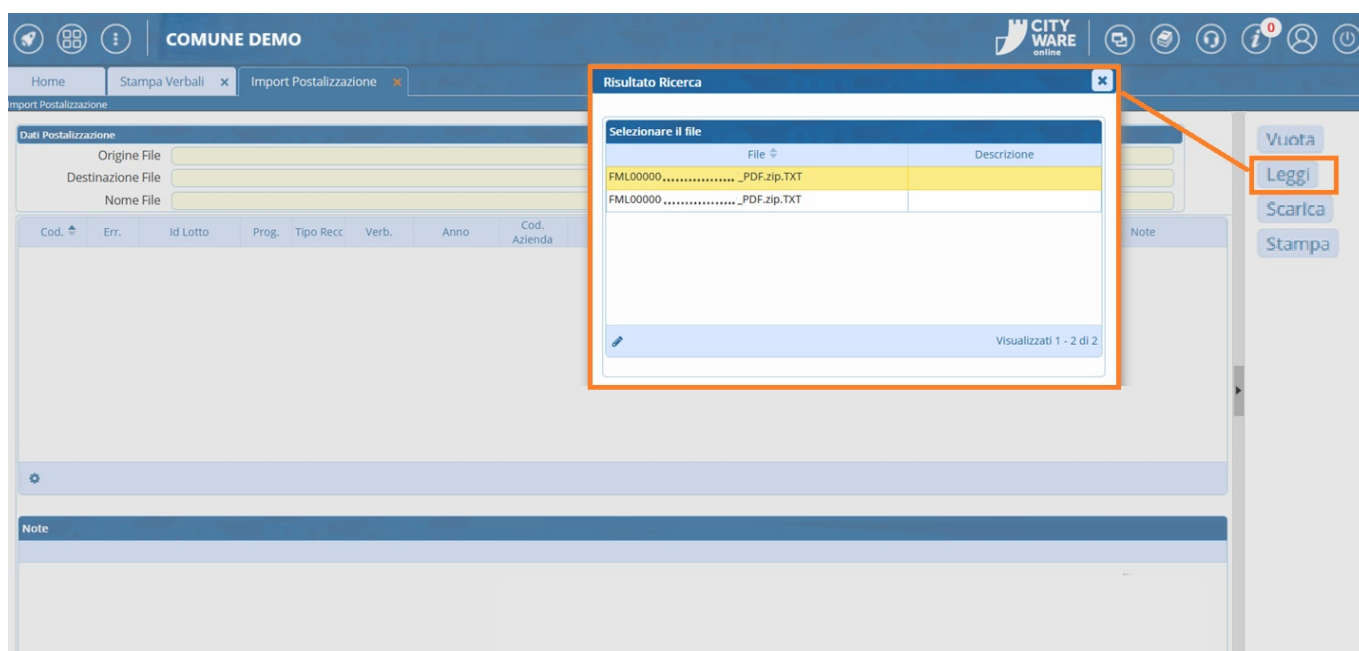 COMUNE DEMO
CITY
WARE
online
0
Home
Stampa Verbali
Import Postalizzazione
Import Postalizzazione
Dati Postalizzazione
Origine File
Destinazione File
Nome File
Cod.
Err.
Id Lotto
Prog.
Tipo Recc
Verb.
Anno
Cod.
Azienda
Note
Risultato Ricerca
Selezionare il file
File
Descrizione
FML00000................. _PDF.zip.TXT
FML00000................._PDF.zip.TXT
Visualizzati 1 - 2 di 2
Vuota
Leggi
Scarica
Stampa
Note